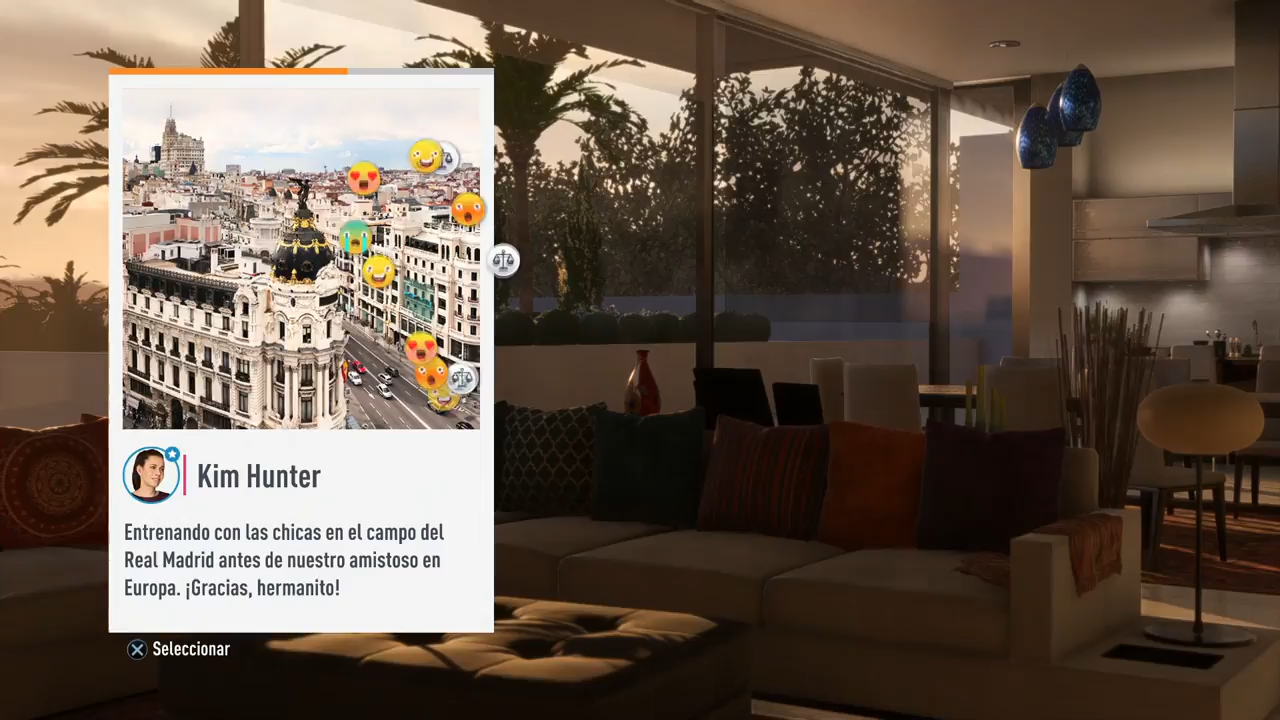 Kim Hunter
Entrenando con las chicas en el campo del
Real Madrid antes de nuestro amistoso en
Europa. ¡Gracias, hermanito!
Seleccionar